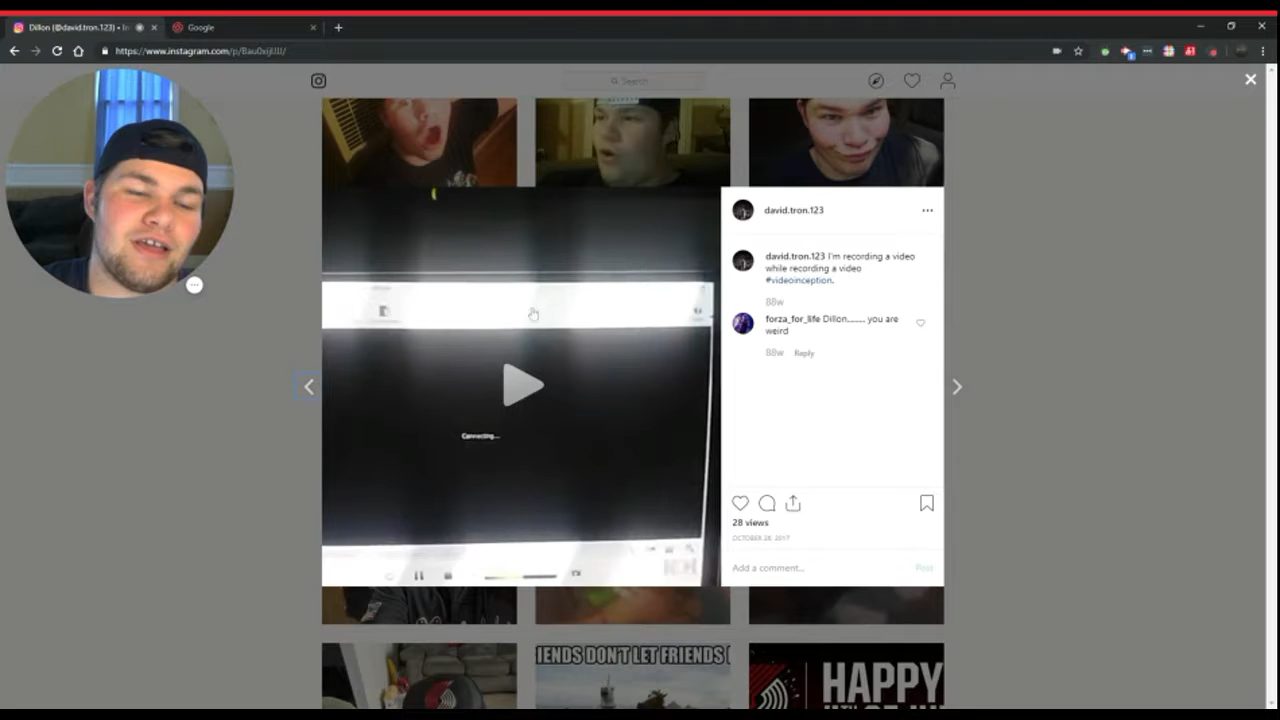 Dillon (@david.tron.123) • In
Google
https://www.instagram.com/p/
Search
david.tron.123
david.tron.123 I'm recording a video
while recording a video
#videoinception.
88w
forza_for_life Dillon......... you are
weird
88w Reply
Connecting...
28 views
OCTOBER 2017
Add a comment... Post
IENDS DON'T LET FRIENDS
HAPPY